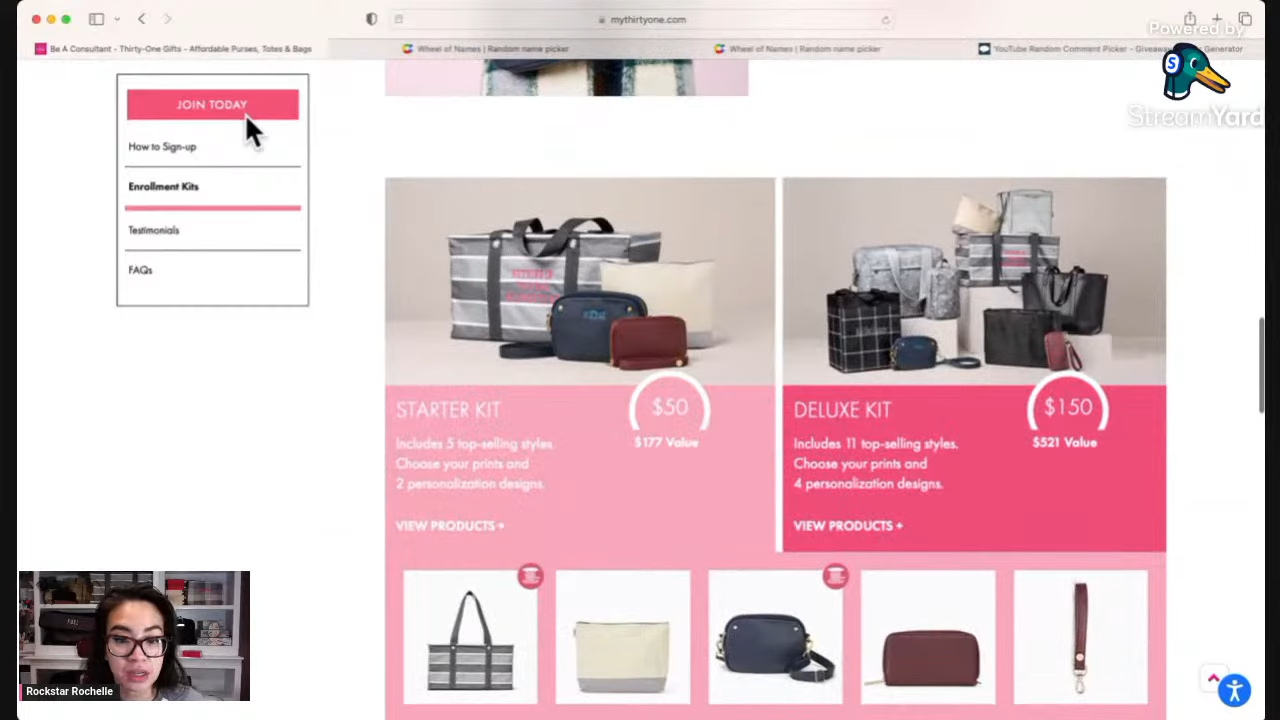 mythirtyone.com
Powered by
Be A Consultant - Thirty-One Gifts - Affordable Purses, Totes & Bags
Wheel of Names | Random name picker
Wheel of Names | Random name picker
YouTube Random Comment Picker - Giveaway Generator
S
StreamYard
JOIN TODAY
How to Sign-up
Enrollment Kits
Testimonials
FAQs
STARTER KIT
$50
$177 Value
Includes 5 top-selling styles.
Choose your prints and
2 personalization designs.
VIEW PRODUCTS +
DELUXE KIT
$150
$521 Value
Includes 11 top-selling styles.
Choose your prints and
4 personalization designs.
VIEW PRODUCTS +
Rockstar Rochelle